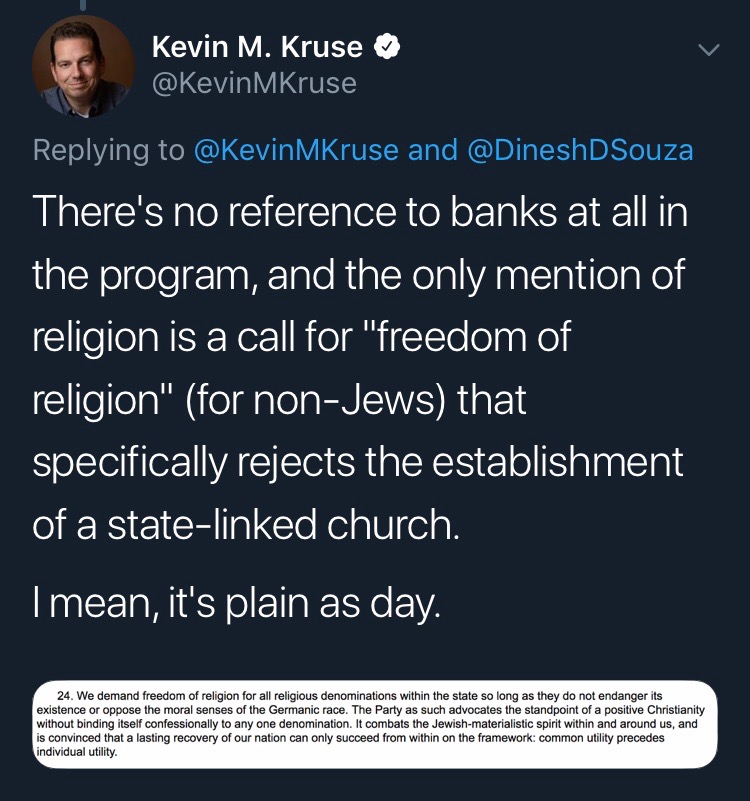 Kevin M. Kruse
@KevinMKruse
Replying to @KevinMKruse and @DineshDSouza
There's no reference to banks at all in
the program, and the only mention of
religion is a call for "freedom of
religion" (for non-Jews) that
specifically rejects the establishment
of a state-linked church.
I mean, it's plain as day.
24. We demand freedom of religion for all religious denominations within the state so long as they do not endanger its
existence or oppose the moral senses of the Germanic race. The Party as such advocates the standpoint of a positive Christianity
without binding itself confessionally to any one denomination. It combats the Jewish-materialistic spirit within and around us, and
is convinced that a lasting recovery of our nation can only succeed from within on the framework: common utility precedes
individual utility.